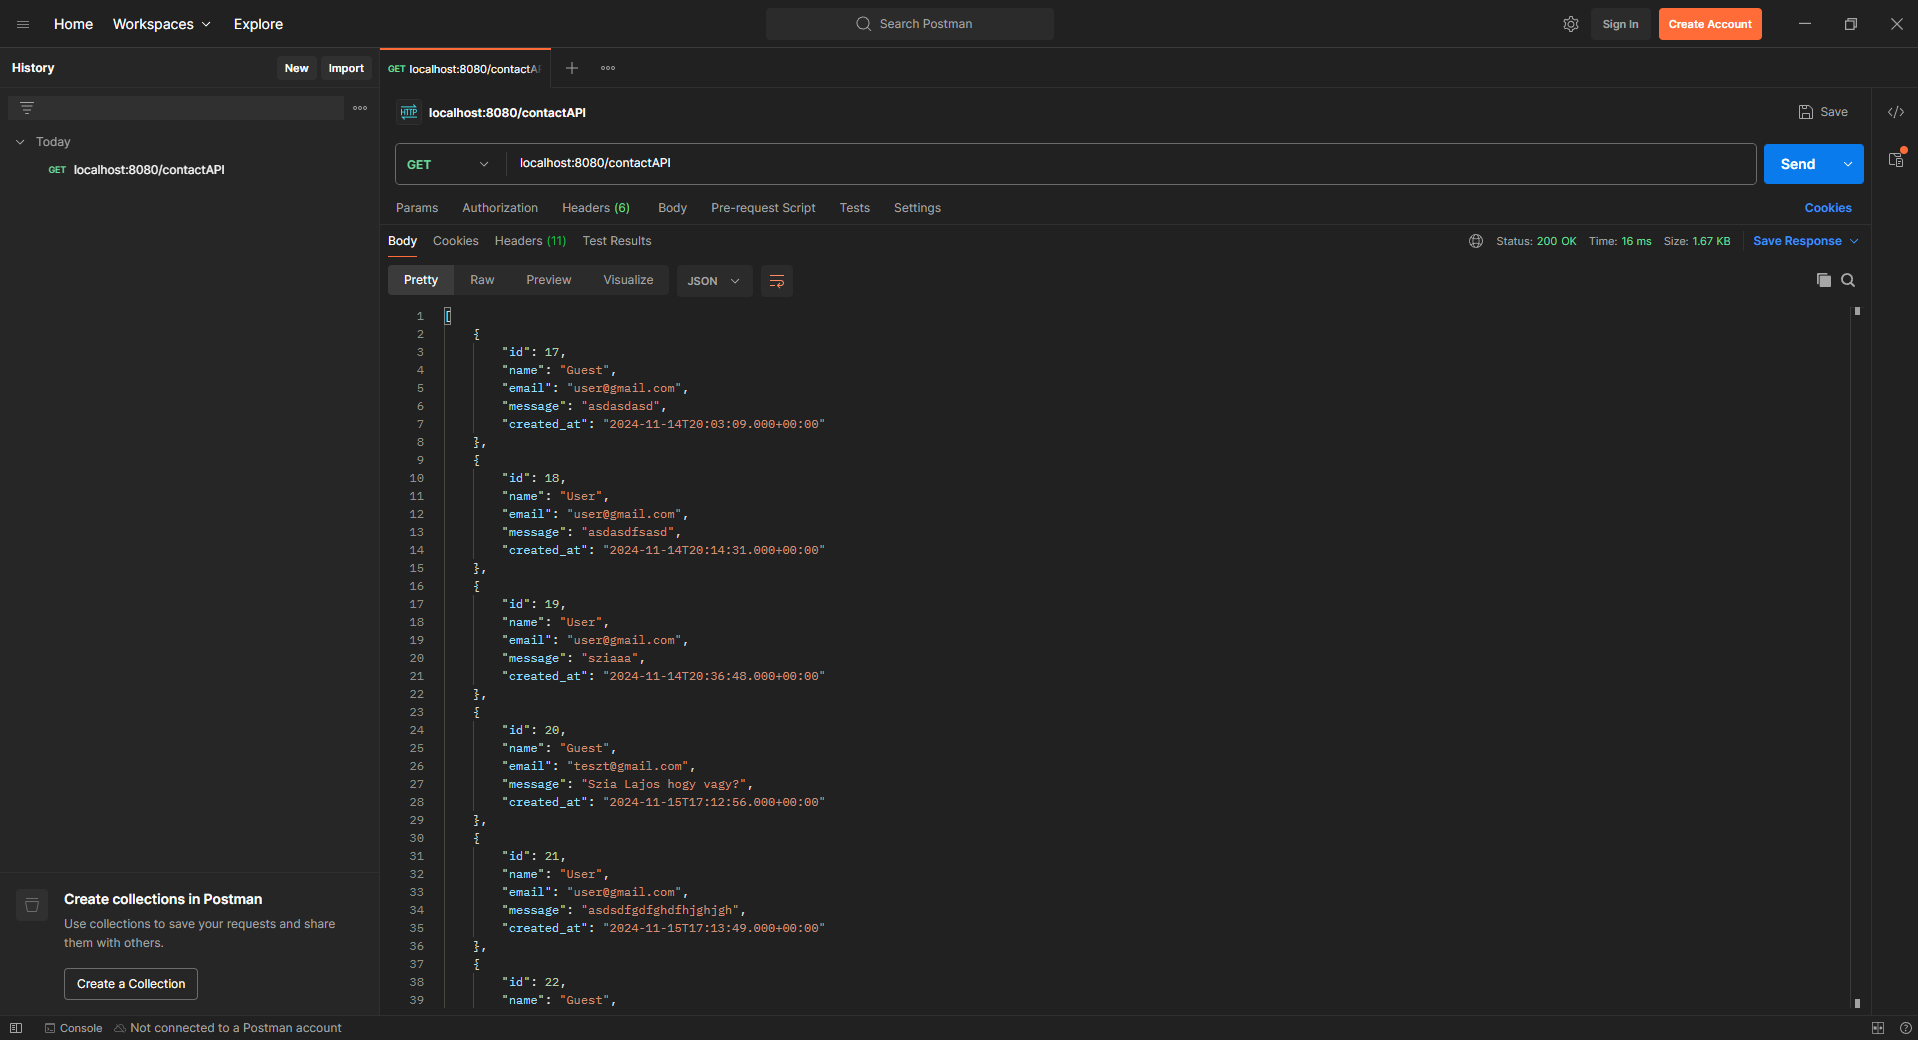 Home Workspaces Explore
Search Postman
Sign In Create Account
History New Import
Today
GET localhost:8080/contactAPI
Create collections in Postman
Use collections to save your requests and share
them with others.
Create a Collection
GET localhost:8080/contactAF
HTTP localhost:8080/contactAPI
Save
GET localhost:8080/contactAPI
Send
Params Authorization Headers (6) Body Pre-request Script Tests Settings
Cookies
Body Cookies Headers (11) Test Results
Status: 200 OK Time: 16 ms Size: 1.67 KB Save Response
Pretty Raw Preview Visualize JSON
1 [
2 {
3 "id": 17,
4 "name": "Guest",
5 "email": "user@gmail.com",
6 "message": "asdasdasd",
7 "created_at": "2024-11-14T20:03:09.000+00:00"
8 },
9 {
10 "id": 18,
11 "name": "User",
12 "email": "user@gmail.com",
13 "message": "asdasdfsasd",
14 "created_at": "2024-11-14T20:14:31.000+00:00"
15 },
16 {
17 "id": 19,
18 "name": "User",
19 "email": "user@gmail.com",
20 "message": "sziaaa",
21 "created_at": "2024-11-14T20:36:48.000+00:00"
22 },
23 {
24 "id": 20,
25 "name": "Guest",
26 "email": "teszt@gmail.com",
27 "message": "Szia Lajos hogy vagy?",
28 "created_at": "2024-11-15T17:12:56.000+00:00"
29 },
30 {
31 "id": 21,
32 "name": "User",
33 "email": "user@gmail.com",
34 "message": "asdsdfgdfghdfhjghjgh",
35 "created_at": "2024-11-15T17:13:49.000+00:00"
36 },
37 {
38 "id": 22,
39 "name": "Guest",
Console Not connected to a Postman account